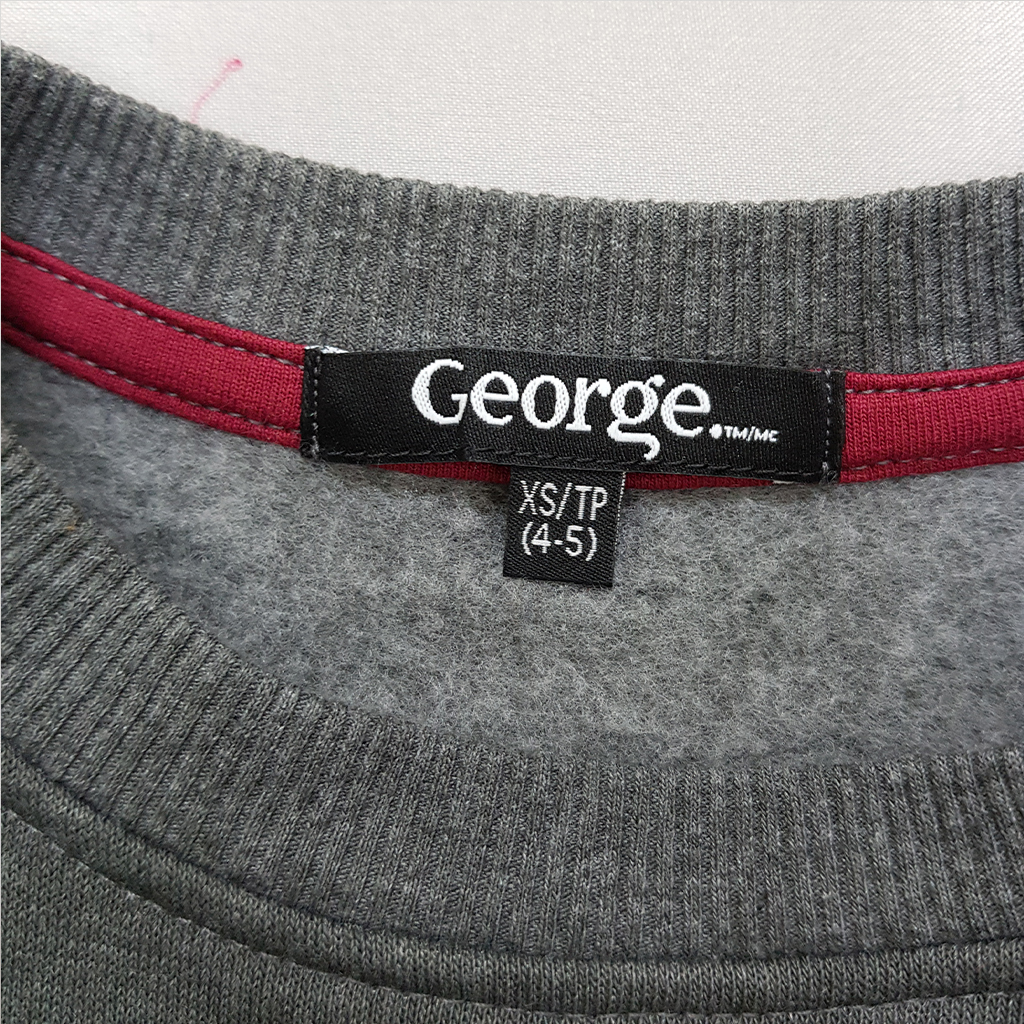 George.™/MC
XS/TP
(4-5)